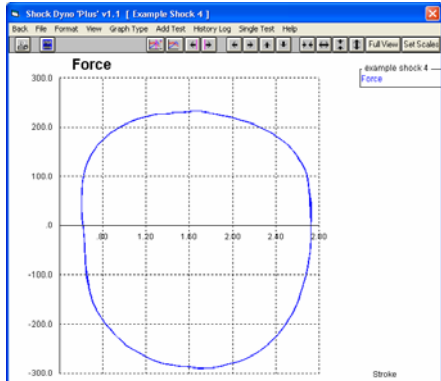 Shock Dyno 'Plus' v1.1 [ Example Shock 4 ]
Back File Format View Graph Type Add Test History Log Single Test Help
Full View Set Scales
Force
example shock 4
Force
300.0
200.0
100.0
.0
.80 1.20 1.60 2.00 2.40 2.80
-100.0
-200.0
-300.0
Stroke